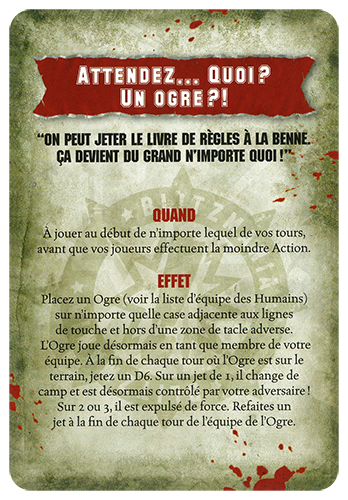 Attendez... Quoi?
Un ogre?!
“ON PEUT JETER LE LIVRE DE RÈGLES À LA BENNE.
ÇA DEVIENT DU GRAND N'IMPORTE QUOI !”
QUAND
À jouer au début de n'importe lequel de vos tours,
avant que vos joueurs effectuent la moindre Action.
EFFET
Placez un Ogre (voir la liste d'équipe des Humains)
sur n'importe quelle case adjacente aux lignes
de touche et hors d'une zone de tacle adverse.
L'Ogre joue désormais en tant que membre de votre
équipe. À la fin de chaque tour où l'Ogre est sur le
terrain, jetez un D6. Sur un jet de 1, il change de
camp et est désormais contrôlé par votre adversaire !
Sur 2 ou 3, il est expulsé de force. Refaites un
jet à la fin de chaque tour de l'équipe de l'Ogre.